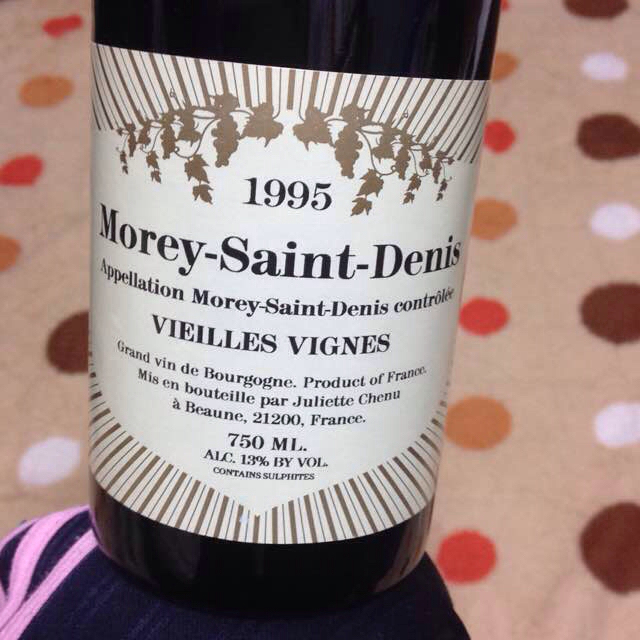 1995
Morey-Saint-Denis
Appellation Morey-Saint-Denis contrôlée
VIEILLES VIGNES
Grand vin de Bourgogne. Product of France.
Mis en bouteille par Juliette Chenu
à Beaune, 21200, France.
750 ML.
ALC. 13% BY VOL.
CONTAINS SULPHITES